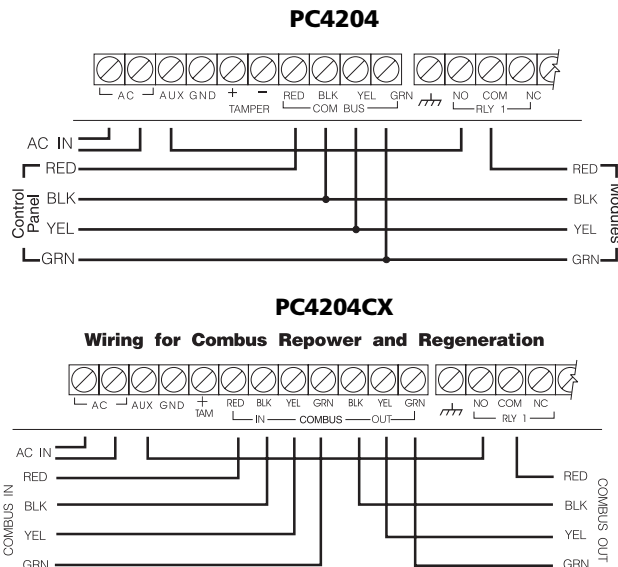 PC4204
AC AUX GND + − RED BLK YEL GRN NO COM NC
TAMPER COM BUS RLY 1
AC IN
RED RED
BLK BLK
YEL YEL
GRN GRN
Control Panel
Modules
PC4204CX
Wiring for Combus Repower and Regeneration
AC AUX GND + RED BLK YEL GRN BLK YEL GRN NO COM NC
TAM IN COMBUS OUT RLY 1
AC IN
RED RED
BLK BLK
YEL YEL
GRN GRN
COMBUS IN
COMBUS OUT